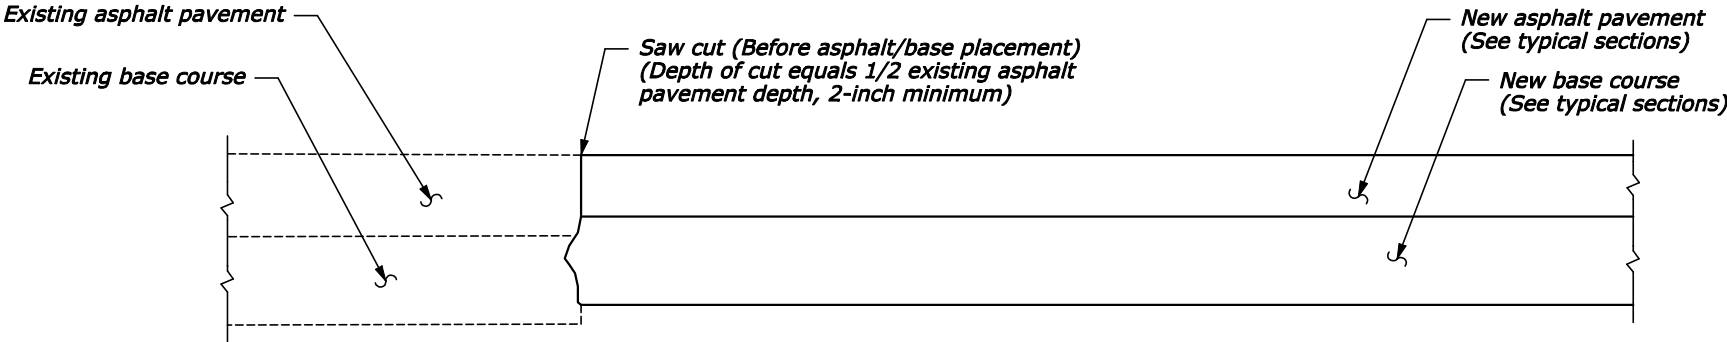 Existing asphalt pavement
Existing base course
Saw cut (Before asphalt/base placement)
(Depth of cut equals 1/2 existing asphalt
pavement depth, 2-inch minimum)
New asphalt pavement
(See typical sections)
New base course
(See typical sections)